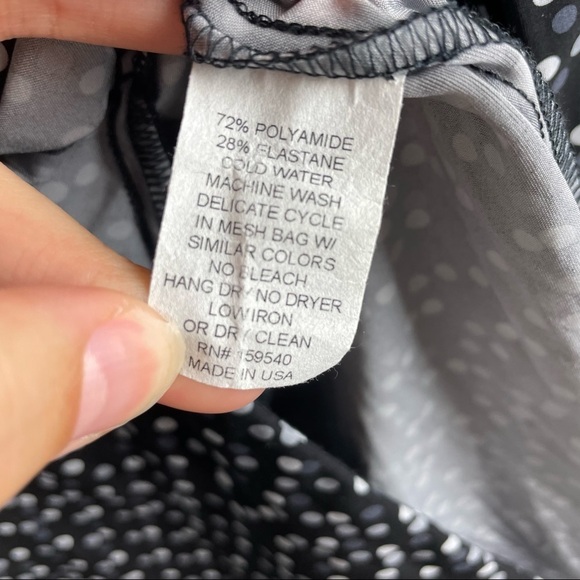 72% POLYAMIDE
28% ELASTANE
COLD WATER
MACHINE WASH
DELICATE CYCLE
IN MESH BAG W/
SIMILAR COLORS
NO BLEACH
HANG DRY NO DRYER
LOW IRON
OR DRY CLEAN
RN# 159540
MADE IN USA